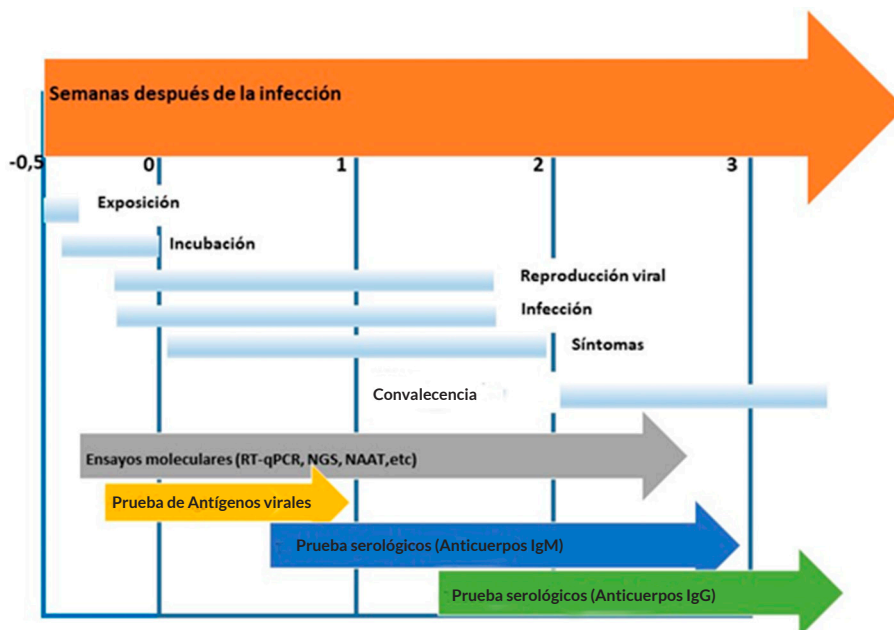 Semanas después de la infección
-0,5 0 1 2 3
Exposición
Incubación
Reproducción viral
Infección
Síntomas
Convalecencia
Ensayos moleculares (RT-qPCR, NGS, NAAT,etc)
Prueba de Antígenos virales
Prueba serológicos (Anticuerpos IgM)
Prueba serológicos (Anticuerpos IgG)